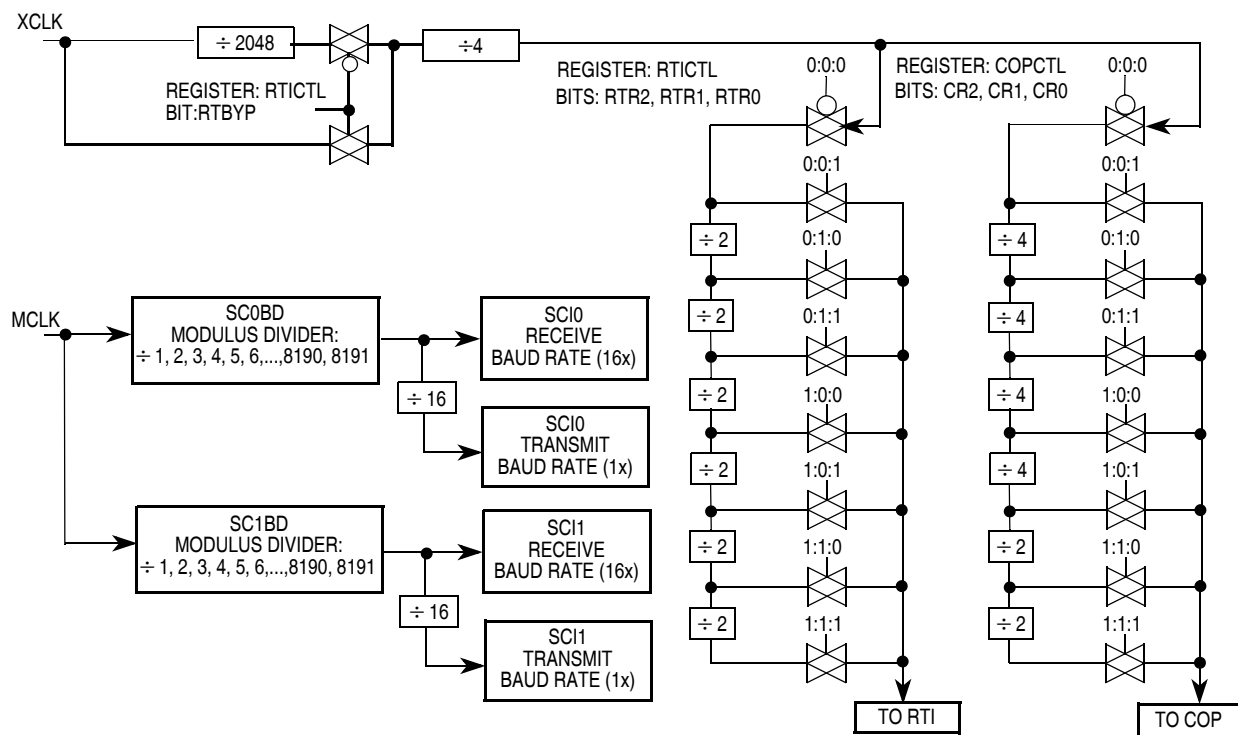 XCLK
÷ 2048
÷4
REGISTER: RTICTL
BIT:RTBYP
REGISTER: RTICTL
BITS: RTR2, RTR1, RTR0
0:0:0
REGISTER: COPCTL
BITS: CR2, CR1, CR0
0:0:0
0:0:1
÷ 2
0:1:0
÷ 2
0:1:1
÷ 2
1:0:0
÷ 2
1:0:1
÷ 2
1:1:0
÷ 2
1:1:1
TO RTI
0:0:1
÷ 4
0:1:0
÷ 4
0:1:1
÷ 4
1:0:0
÷ 4
1:0:1
÷ 2
1:1:0
÷ 2
1:1:1
TO COP
MCLK
SC0BD
MODULUS DIVIDER:
÷ 1, 2, 3, 4, 5, 6,...,8190, 8191
SCI0
RECEIVE
BAUD RATE (16x)
÷ 16
SCI0
TRANSMIT
BAUD RATE (1x)
SC1BD
MODULUS DIVIDER:
÷ 1, 2, 3, 4, 5, 6,...,8190, 8191
SCI1
RECEIVE
BAUD RATE (16x)
÷ 16
SCI1
TRANSMIT
BAUD RATE (1x)